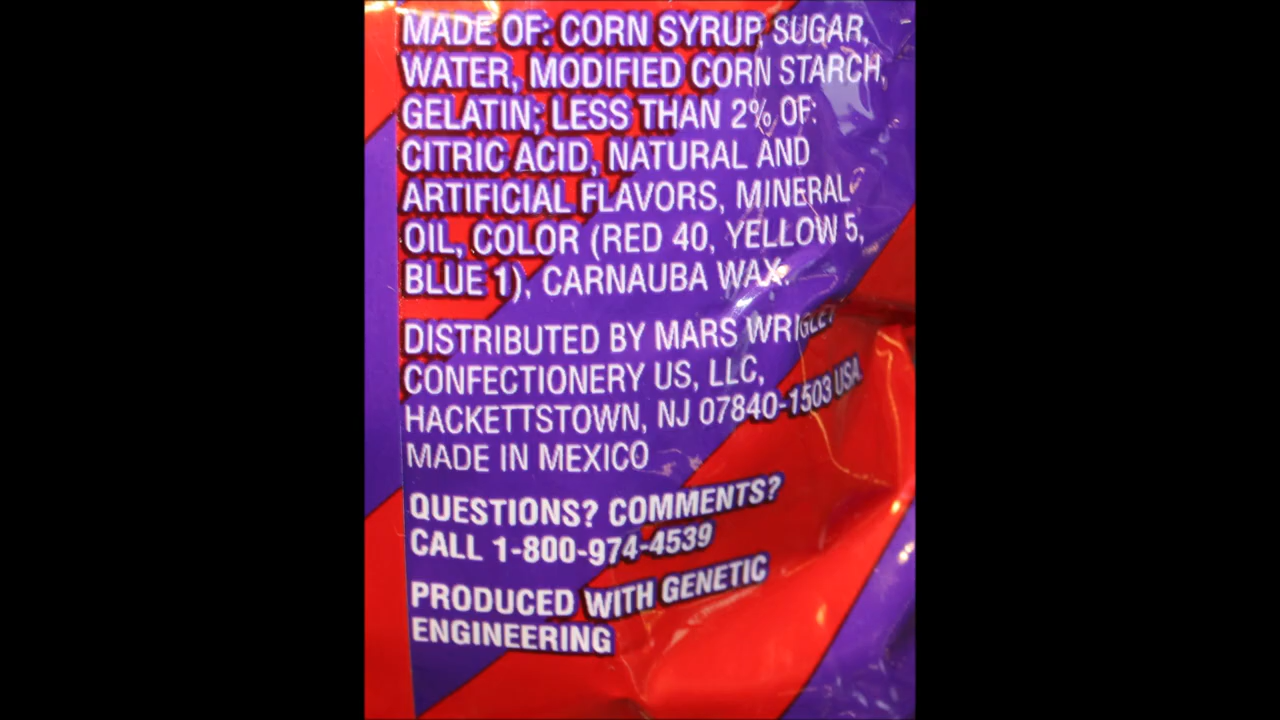 MADE OF: CORN SYRUP, SUGAR,
WATER, MODIFIED CORN STARCH,
GELATIN; LESS THAN 2% OF:
CITRIC ACID, NATURAL AND
ARTIFICIAL FLAVORS, MINERAL
OIL, COLOR (RED 40, YELLOW 5,
BLUE 1), CARNAUBA WAX.
DISTRIBUTED BY MARS WRIGLEY
CONFECTIONERY US, LLC,
HACKETTSTOWN, NJ 07840-1503 USA
MADE IN MEXICO
QUESTIONS? COMMENTS?
CALL 1-800-974-4539
PRODUCED WITH GENETIC
ENGINEERING